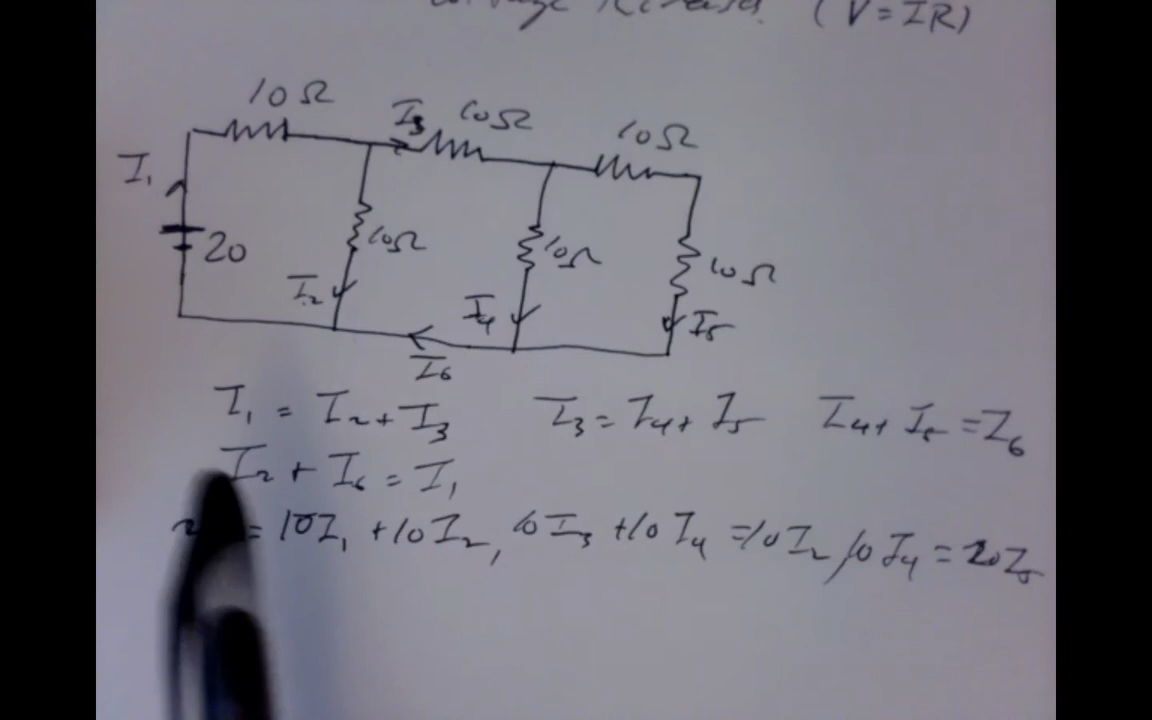 (V=IR)
10Ω
I3
10Ω
10Ω
I1
20
10Ω
10Ω
10Ω
I2
I4
I5
I6
I1 = I2 + I3 I3 = I4 + I5 I4 + I5 = I6
I2 + I6 = I1
= 10I1 + 10I2, 10I3 + 10I4 = 10I2, 10I4 = 20I5